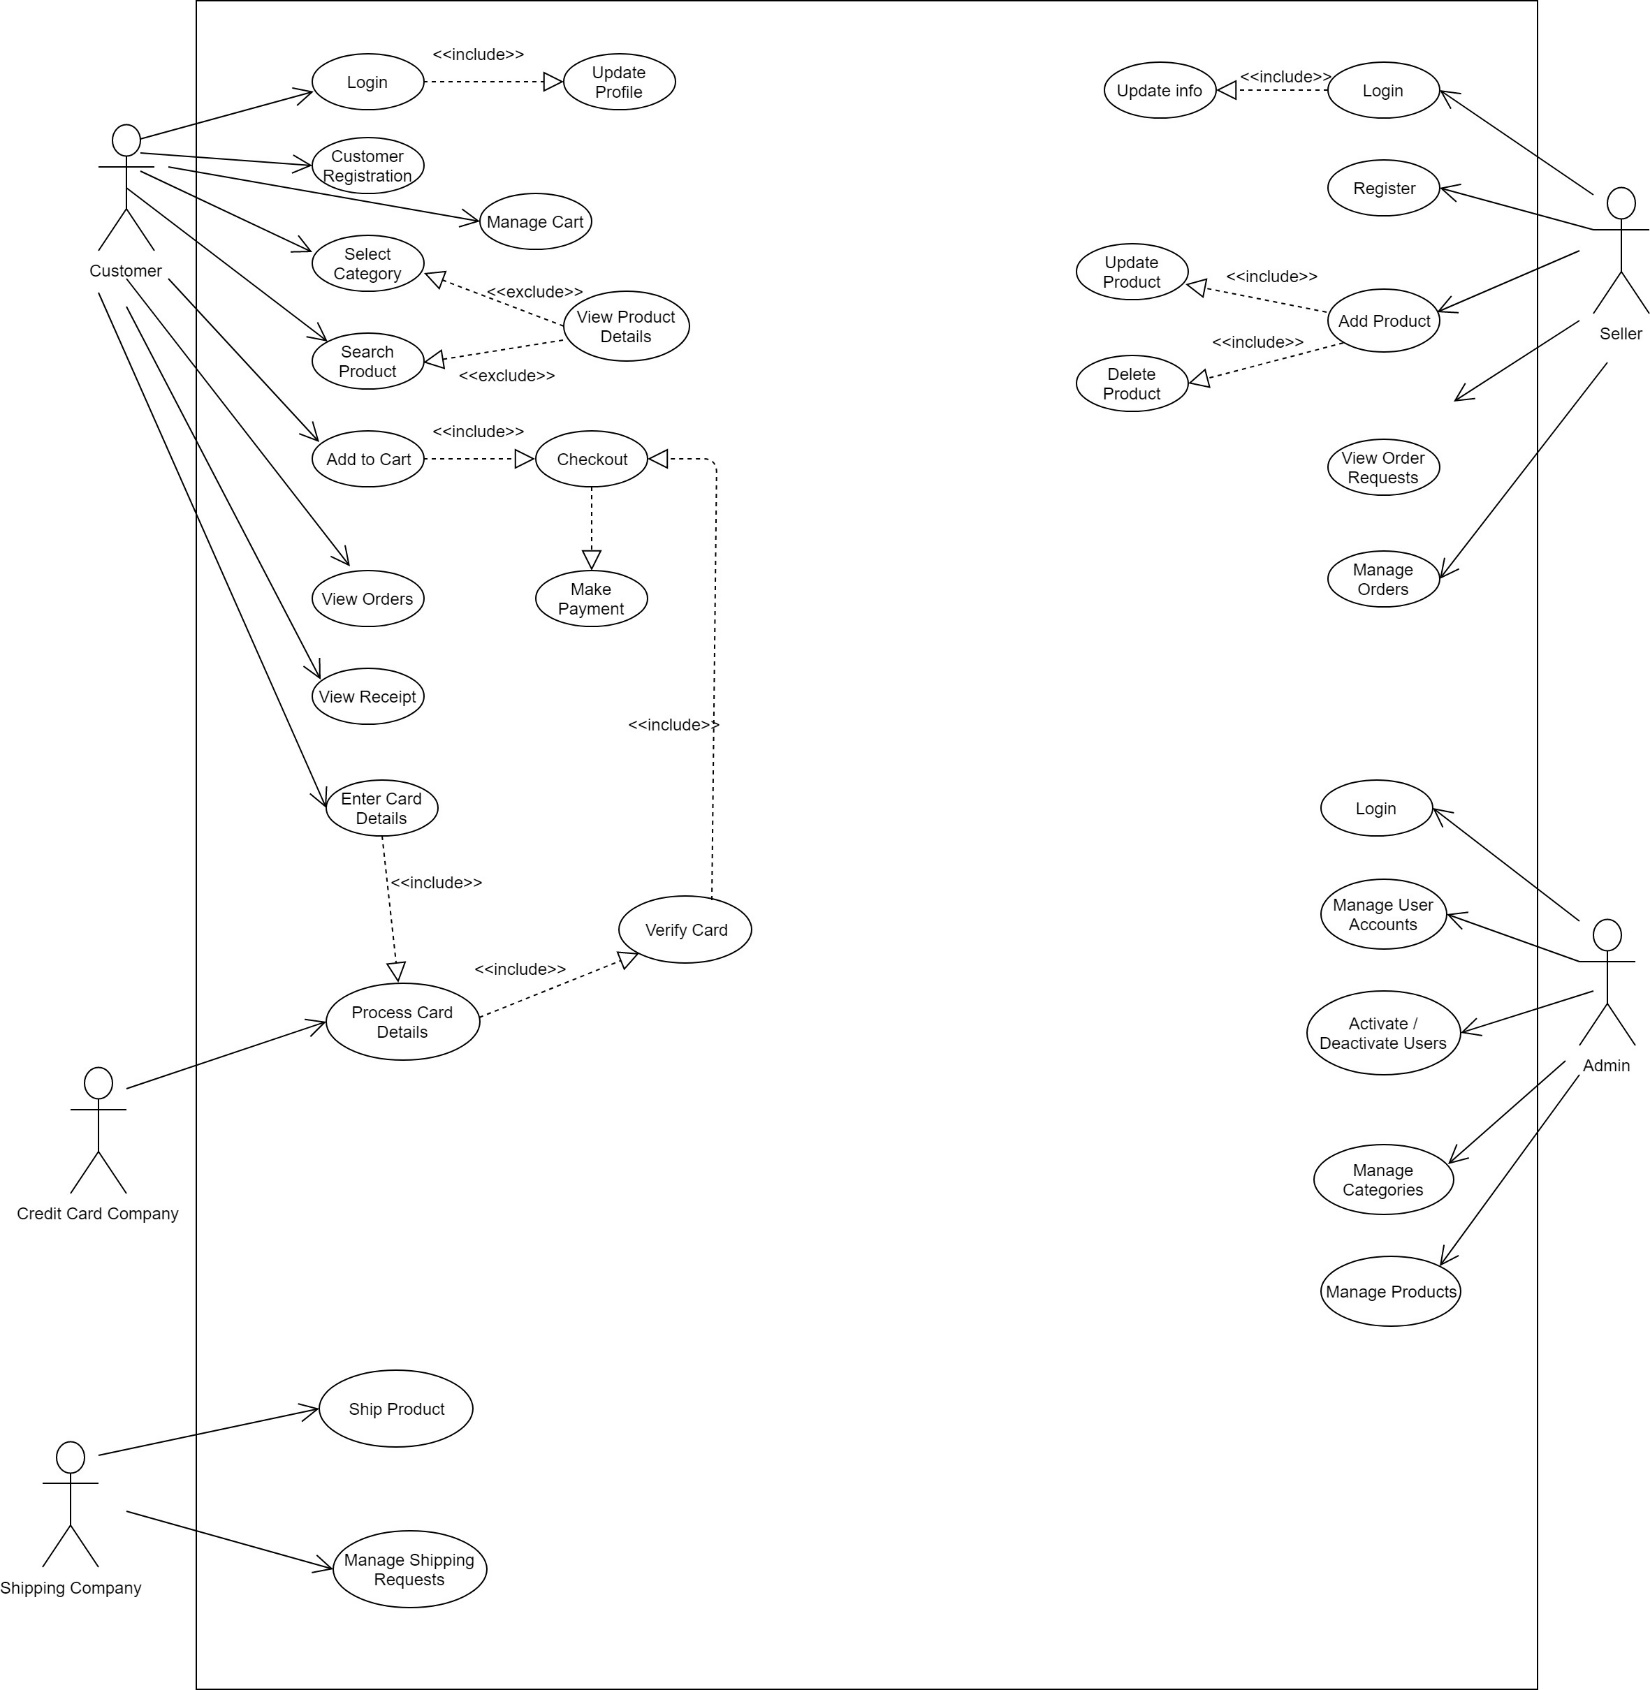 <<include>>
Login
Update
Profile
Customer
Registration
Manage Cart
Select
Category
Customer
<<exclude>>
View Product
Details
Search
Product
<<exclude>>
<<include>>
Add to Cart
Checkout
View Orders
Make
Payment
View Receipt
<<include>>
Enter Card
Details
<<include>>
Verify Card
<<include>>
Process Card
Details
Credit Card Company
Ship Product
Manage Shipping
Requests
Shipping Company
<<include>>
Update info
Login
Register
Update
Product
<<include>>
Add Product
Seller
<<include>>
Delete
Product
View Order
Requests
Manage
Orders
Login
Manage User
Accounts
Activate /
Deactivate Users
Admin
Manage
Categories
Manage Products